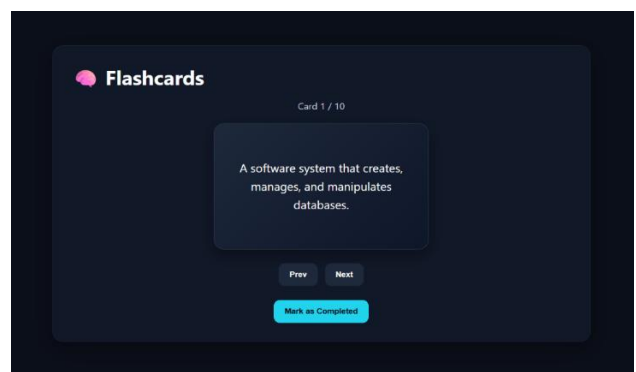 Flashcards
Card 1 / 10
A software system that creates,
manages, and manipulates
databases.
Prev Next
Mark as Completed